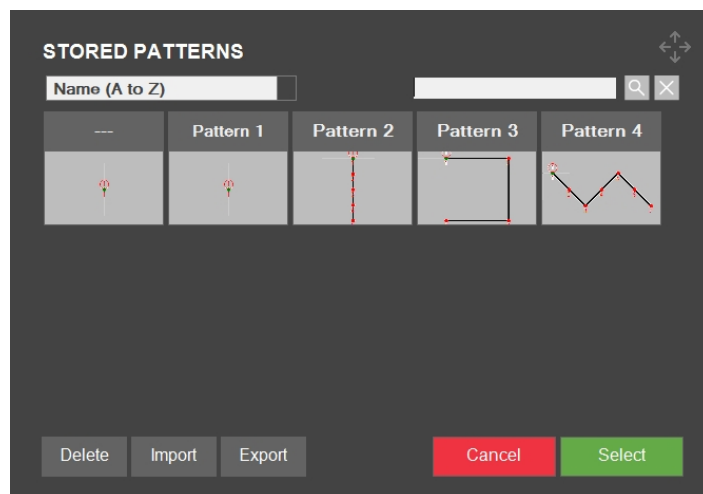 STORED PATTERNS
Name (A to Z)
--- Pattern 1 Pattern 2 Pattern 3 Pattern 4
Delete Import Export Cancel Select